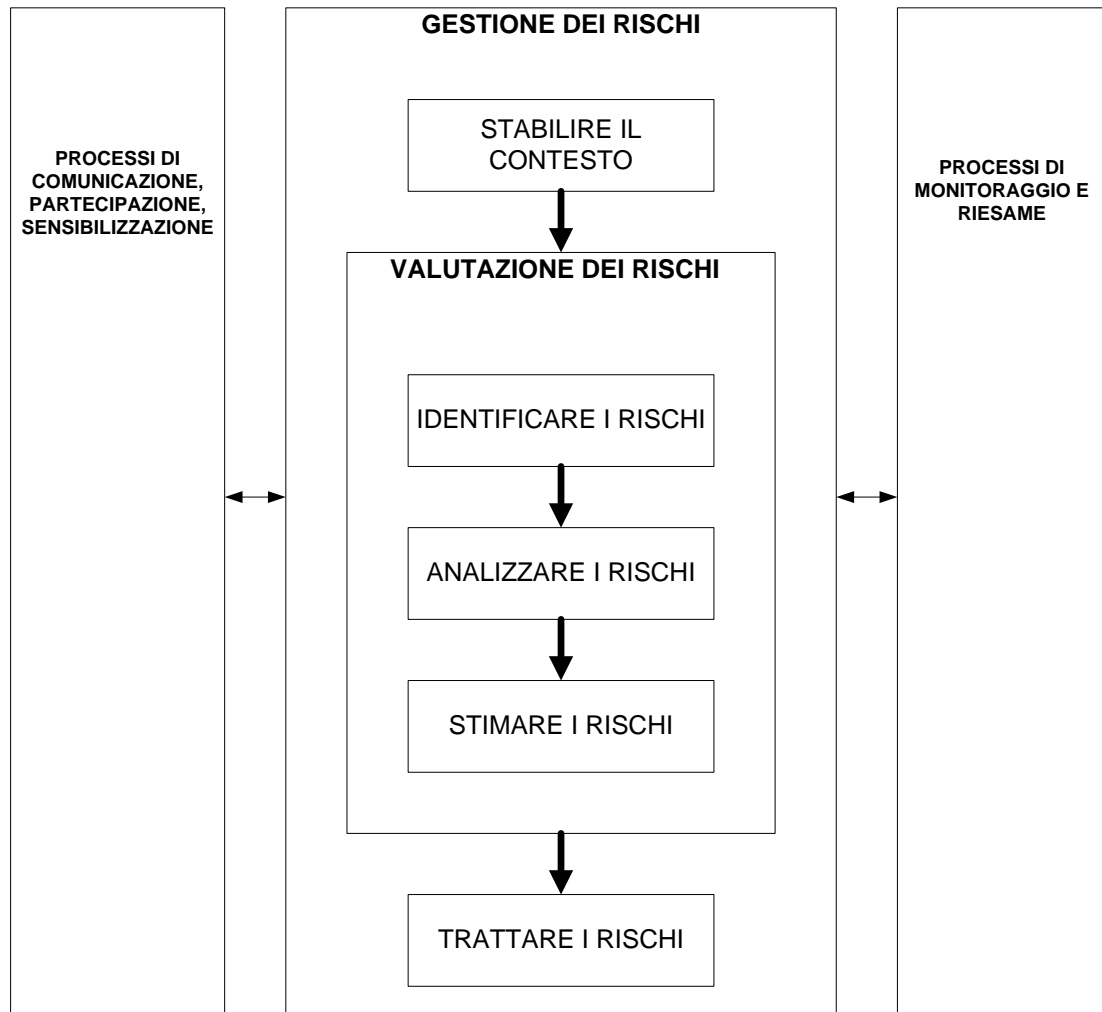 GESTIONE DEI RISCHI
PROCESSI DI
COMUNICAZIONE,
PARTECIPAZIONE,
SENSIBILIZZAZIONE
STABILIRE IL
CONTESTO
VALUTAZIONE DEI RISCHI
IDENTIFICARE I RISCHI
ANALIZZARE I RISCHI
STIMARE I RISCHI
TRATTARE I RISCHI
PROCESSI DI
MONITORAGGIO E
RIESAME